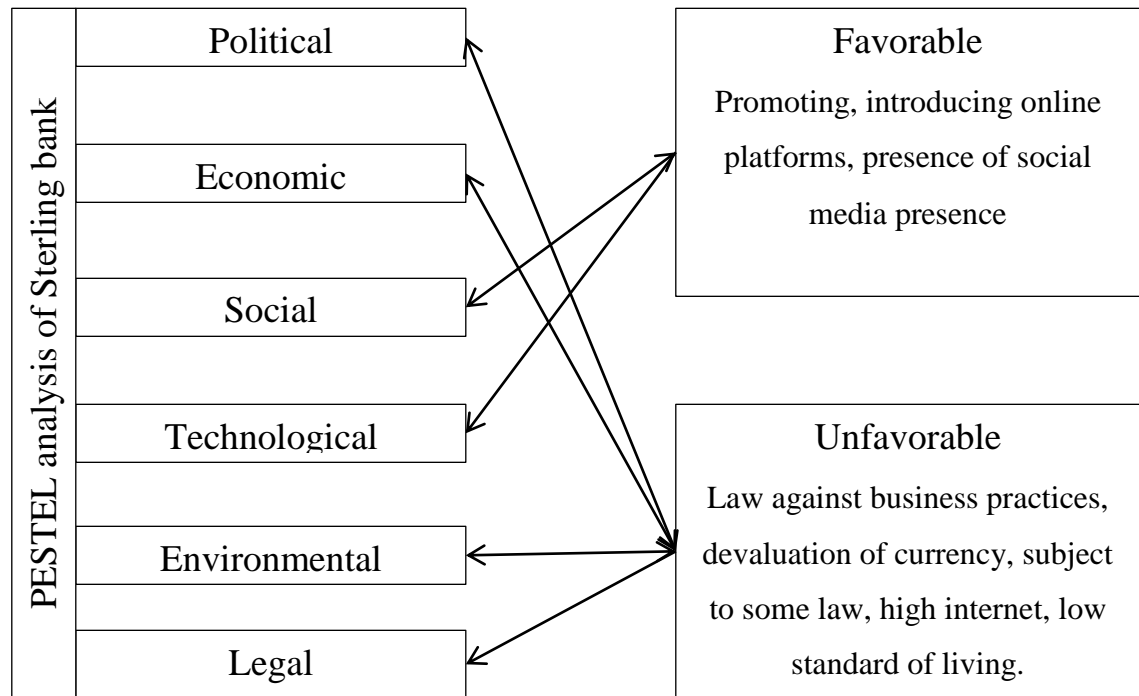 PESTEL analysis of Sterling bank
Political
Economic
Social
Technological
Environmental
Legal
Favorable
Promoting, introducing online
platforms, presence of social
media presence
Unfavorable
Law against business practices,
devaluation of currency, subject
to some law, high internet, low
standard of living.